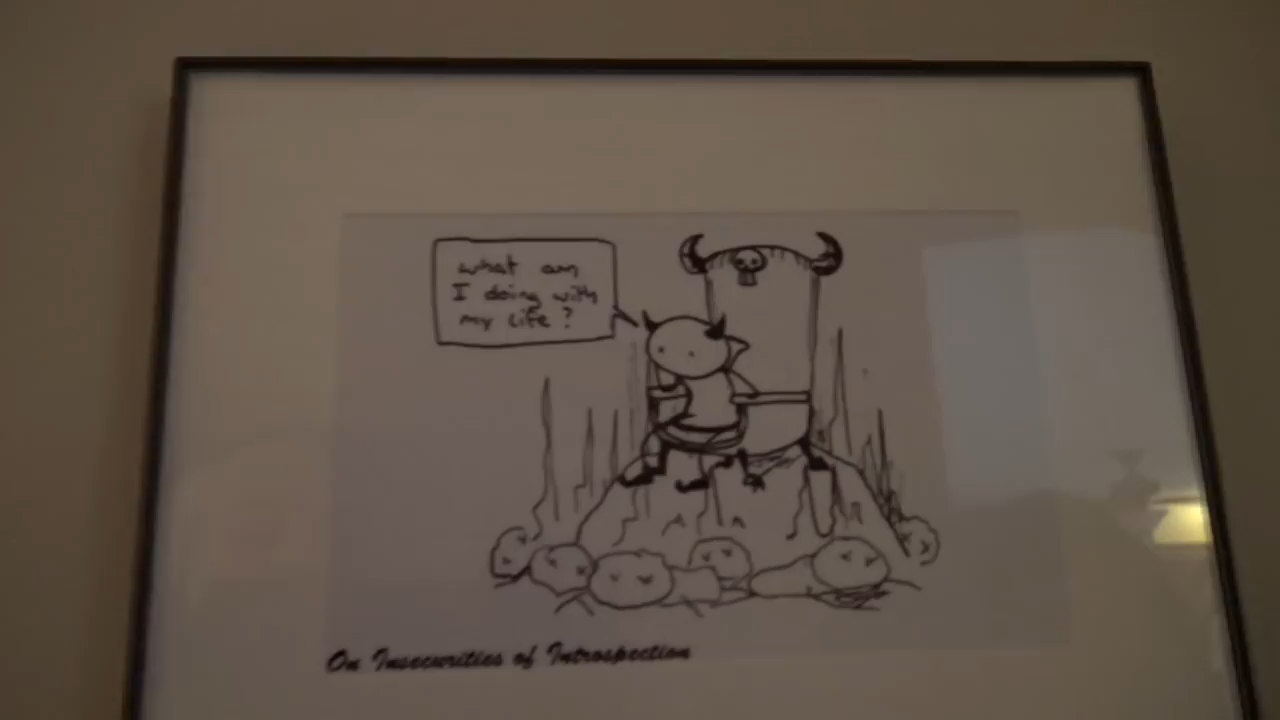 what am
I doing with
my life?
On Insecurities of Introspection